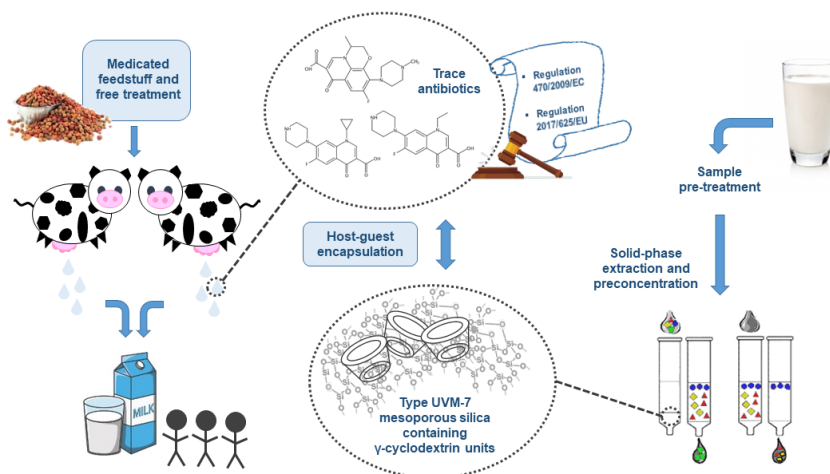 Medicated
feedstuff and
free treatment
Trace
antibiotics
• Regulation
470/2009/EC
• Regulation
2017/625/EU
Sample
pre-treatment
Host-guest
encapsulation
Solid-phase
extraction and
preconcentration
MILK
Type UVM-7
mesoporous silica
containing
γ-cyclodextrin units